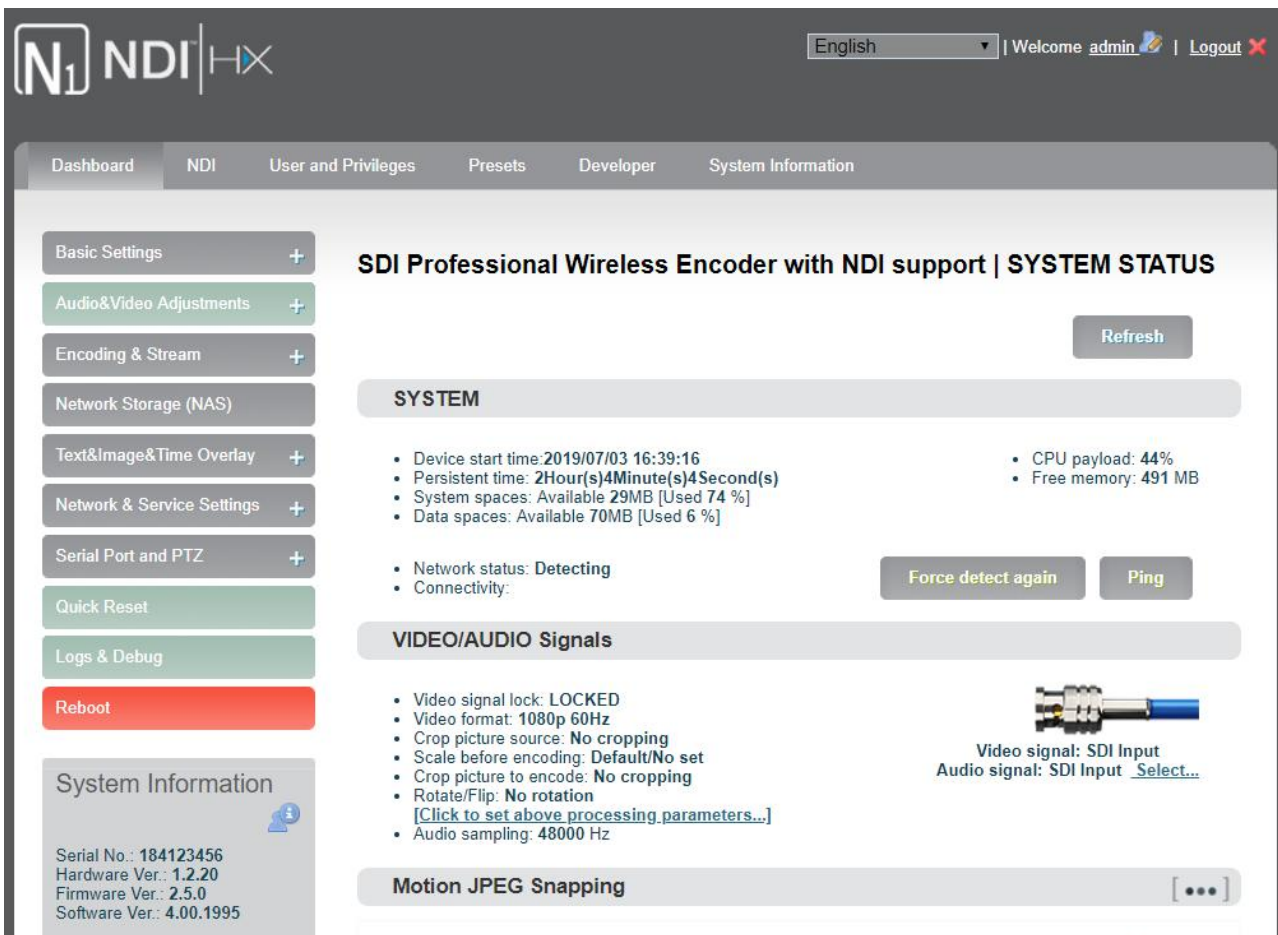 N1 NDI™ HX
English | Welcome admin | Logout
Dashboard NDI User and Privileges Presets Developer System Information
Basic Settings +
Audio&Video Adjustments +
Encoding & Stream +
Network Storage (NAS)
Text&Image&Time Overlay +
Network & Service Settings +
Serial Port and PTZ +
Quick Reset
Logs & Debug
Reboot
System Information
Serial No.: 184123456
Hardware Ver.: 1.2.20
Firmware Ver.: 2.5.0
Software Ver.: 4.00.1995
SDI Professional Wireless Encoder with NDI support | SYSTEM STATUS
Refresh
SYSTEM
• Device start time:2019/07/03 16:39:16
• Persistent time: 2Hour(s)4Minute(s)4Second(s)
• System spaces: Available 29MB [Used 74 %]
• Data spaces: Available 70MB [Used 6 %]
• CPU payload: 44%
• Free memory: 491 MB
• Network status: Detecting
• Connectivity:
Force detect again Ping
VIDEO/AUDIO Signals
• Video signal lock: LOCKED
• Video format: 1080p 60Hz
• Crop picture source: No cropping
• Scale before encoding: Default/No set
• Crop picture to encode: No cropping
• Rotate/Flip: No rotation
[Click to set above processing parameters...]
• Audio sampling: 48000 Hz
Video signal: SDI Input
Audio signal: SDI Input Select...
Motion JPEG Snapping [•••]